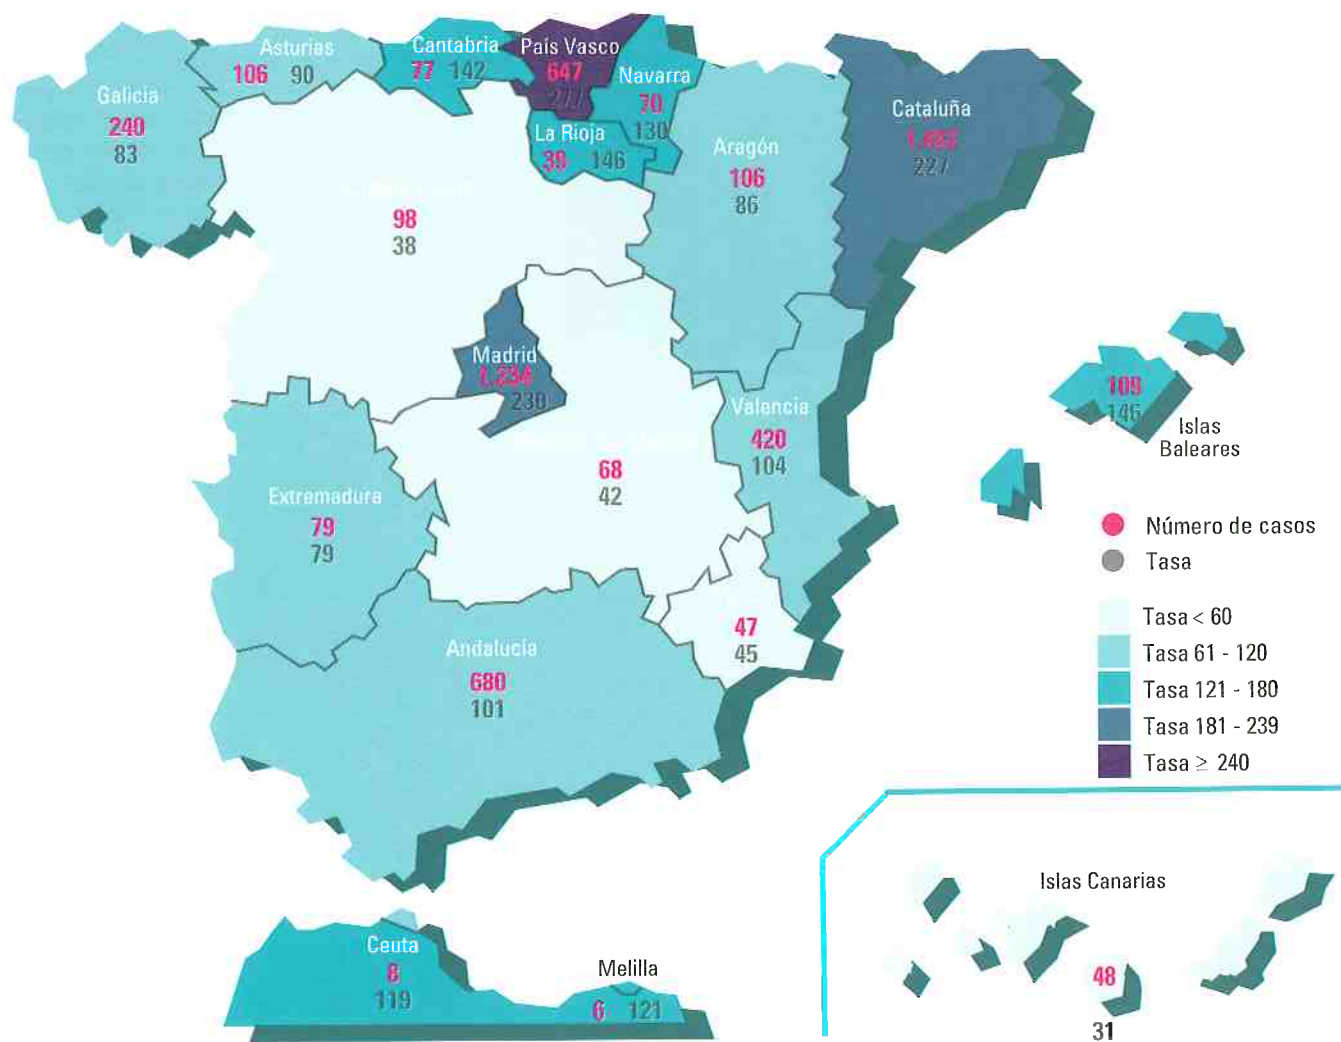 Asturias
106 90
Cantabria
77 142
País Vasco
647
277
Navarra
70
130
Galicia
240
83
La Rioja
39 146
Aragón
106
86
Cataluña
227
98
38
Madrid
1.234
230
Valencia
420
104
109
146
Islas
Baleares
68
42
Extremadura
79
79
Número de casos
Tasa
Tasa < 60
Tasa 61 - 120
Tasa 121 - 180
Tasa 181 - 239
Tasa ≥ 240
47
45
Andalucía
680
101
Islas Canarias
48
31
Ceuta
8
119
Melilla
6 121